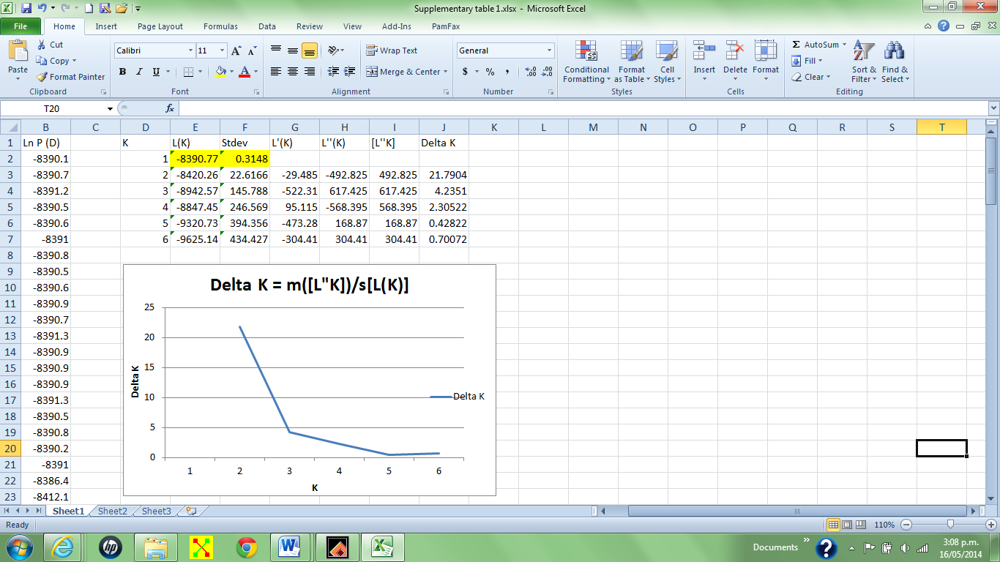 Supplementary table 1.xlsx - Microsoft Excel
File Home Insert Page Layout Formulas Data Review View Add-Ins PamFax
Paste Cut Copy Format Painter Clipboard
Calibri 11 A A B I U A Font
Wrap Text Merge & Center Alignment
General $ % , .00 .0 Number
Conditional Formatting Format as Table Cell Styles Styles
Insert Delete Format Cells
Σ AutoSum Fill Clear Sort & Filter Find & Select Editing
T20 fx
B C D E F G H I J K L M N O P Q R S T
1 Ln P (D) K L(K) Stdev L'(K) L''(K) [L''K] Delta K
2 -8390.1 1 -8390.77 0.3148
3 -8390.7 2 -8420.26 22.6166 -29.485 -492.825 492.825 21.7904
4 -8391.2 3 -8942.57 145.788 -522.31 617.425 617.425 4.2351
5 -8390.5 4 -8847.45 246.569 95.115 -568.395 568.395 2.30522
6 -8390.6 5 -9320.73 394.356 -473.28 168.87 168.87 0.42822
7 -8391 6 -9625.14 434.427 -304.41 304.41 304.41 0.70072
8 -8390.8
9 -8390.5
10 -8390.6
11 -8390.9
12 -8390.7
13 -8391.3
14 -8390.9
15 -8390.9
16 -8390.9
17 -8391.3
18 -8390.5
19 -8390.8
20 -8390.2
21 -8391
22 -8386.4
23 -8412.1
Delta K = m([L"K])/s[L(K)]
25
20
15
10
5
0
Delta K
1 2 3 4 5 6
K
Delta K
Sheet1 Sheet2 Sheet3
Ready 110%
Documents 3:08 p.m.
16/05/2014